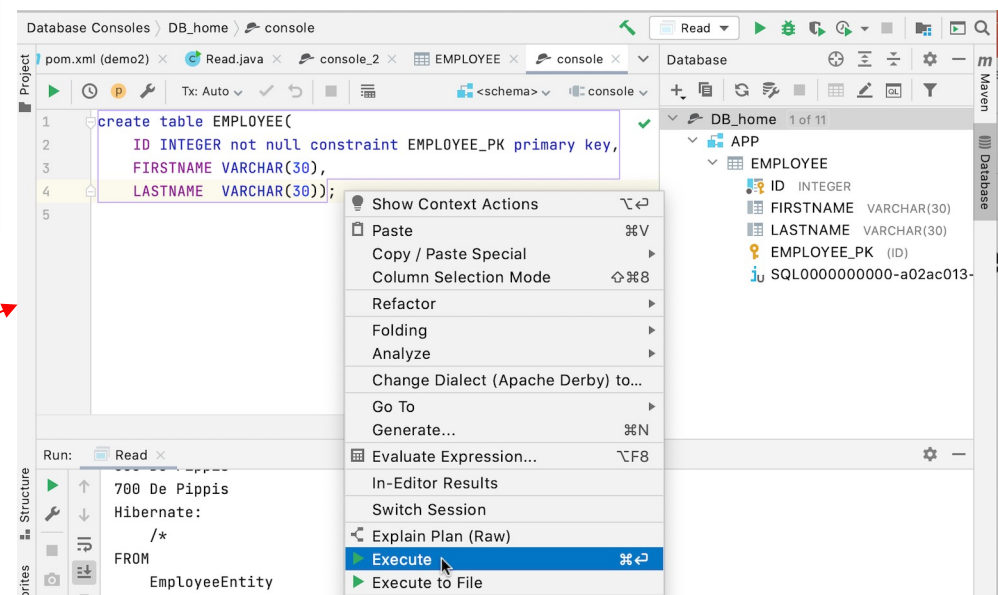 Database Consoles
DB_home
console
Read
pom.xml (demo2)
Read.java
console_2
EMPLOYEE
console
Database
Project
Maven
Database
Structure
Tx: Auto
<schema>
console
1 create table EMPLOYEE(
2 ID INTEGER not null constraint EMPLOYEE_PK primary key,
3 FIRSTNAME VARCHAR(30),
4 LASTNAME VARCHAR(30));
5
DB_home 1 of 11
APP
EMPLOYEE
ID INTEGER
FIRSTNAME VARCHAR(30)
LASTNAME VARCHAR(30)
EMPLOYEE_PK (ID)
SQL0000000000-a02ac013-
Show Context Actions ⌥⏎
Paste ⌘V
Copy / Paste Special
Column Selection Mode ⇧⌘8
Refactor
Folding
Analyze
Change Dialect (Apache Derby) to...
Go To
Generate... ⌘N
Evaluate Expression... ⌥F8
In-Editor Results
Switch Session
Explain Plan (Raw)
Execute ⌘⏎
Execute to File
Run:
Read
700 De Pippis
Hibernate:
/*
FROM
EmployeeEntity